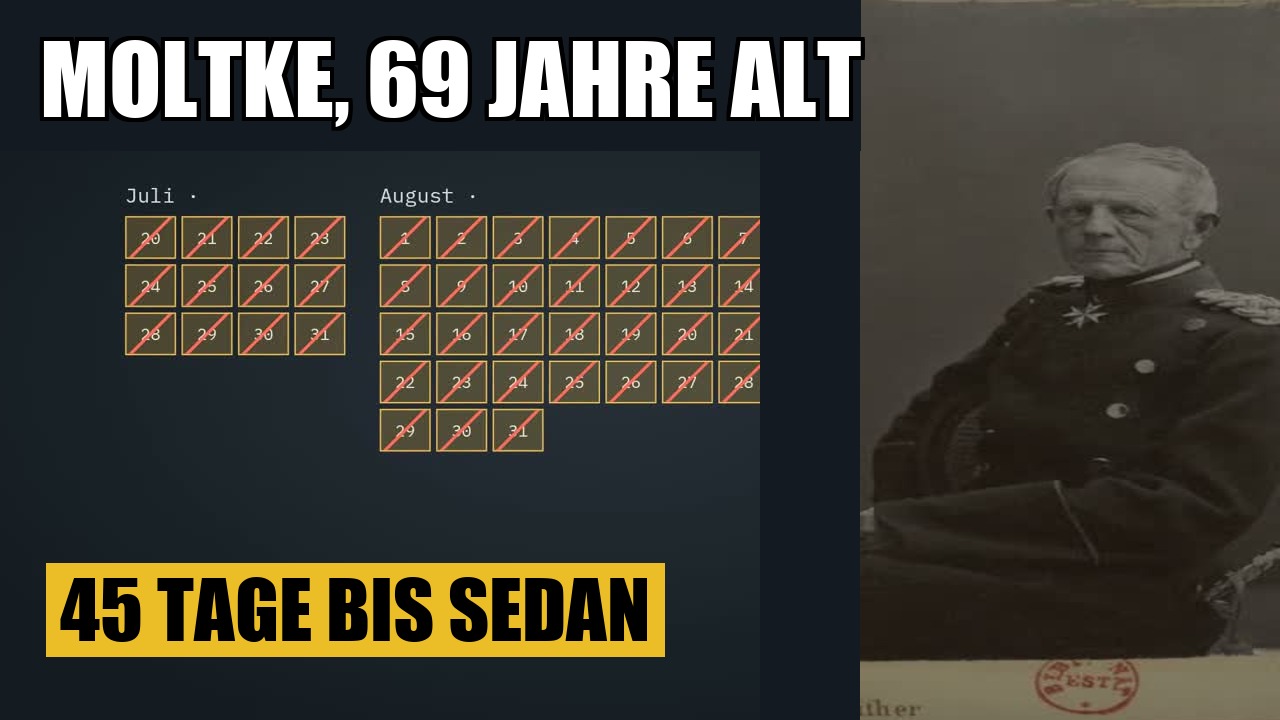 MOLTKE, 69 JAHRE ALT
Juli ·
August ·
20 21 22 23
1 2 3 4 5 6 7
24 25 26 27
8 9 10 11 12 13 14
28 29 30 31
15 16 17 18 19 20 21
22 23 24 25 26 27 28
29 30 31
45 TAGE BIS SEDAN
EST
ther